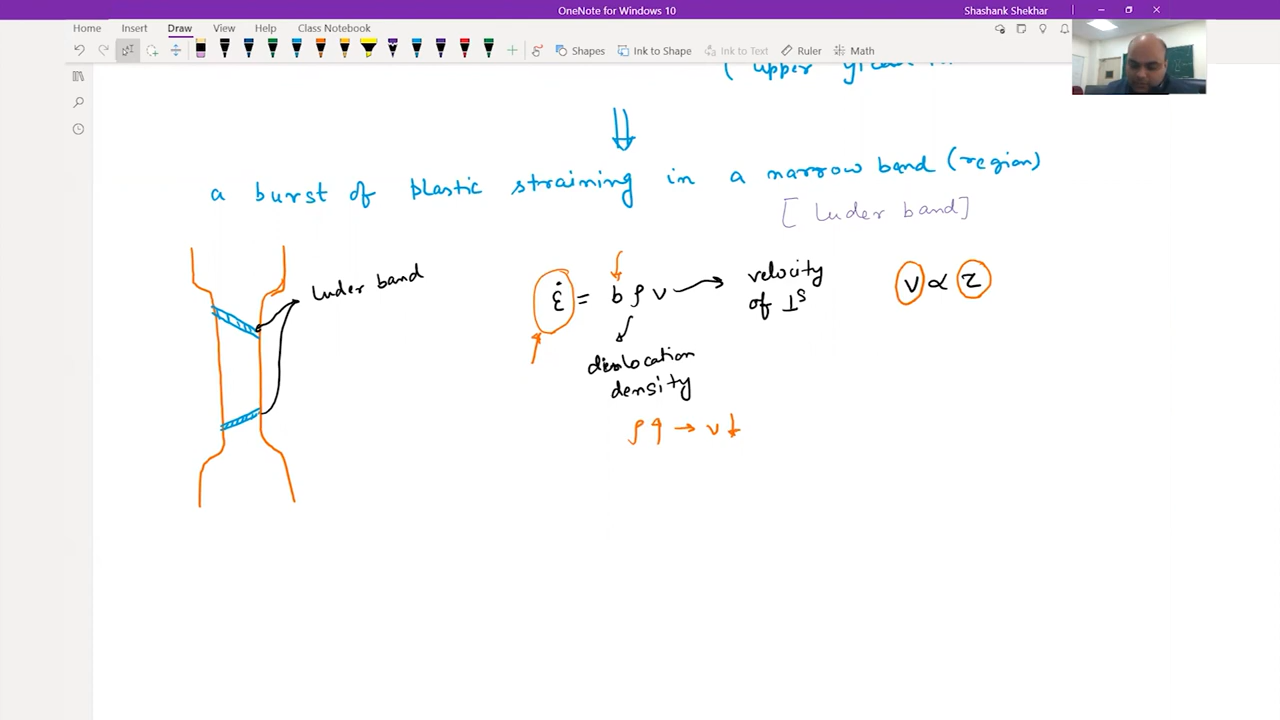 OneNote for Windows 10
Shashank Shekhar
Home Insert Draw View Help Class Notebook
Shapes Ink to Shape Ink to Text Ruler Math
(upper
⇓
a burst of plastic straining in a narrow band (region)
[Luder band]
Luder band
ε̇ = b ρ v → velocity of ⊥s
v ∝ τ
dislocation
density
ρ ↑ → v ↓